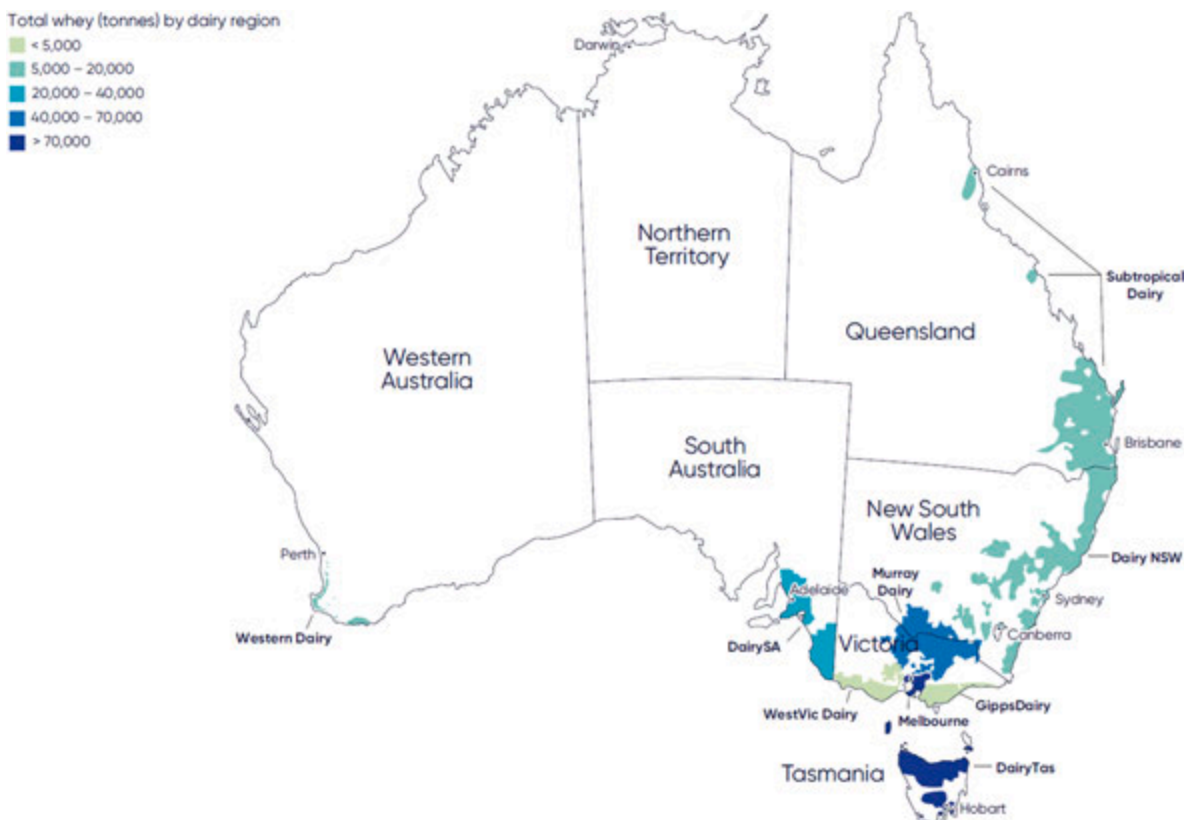 Total whey (tonnes) by dairy region
< 5,000
5,000 – 20,000
20,000 – 40,000
40,000 – 70,000
> 70,000
Darwin
Cairns
Northern
Territory
Subtropical
Dairy
Queensland
Western
Australia
South
Australia
Brisbane
New South
Wales
Perth
Dairy NSW
Murray
Dairy
Adelaide
Sydney
Western Dairy
DairySA
Victoria
Canberra
WestVic Dairy
Melbourne
GippsDairy
Tasmania
DairyTas
Hobart